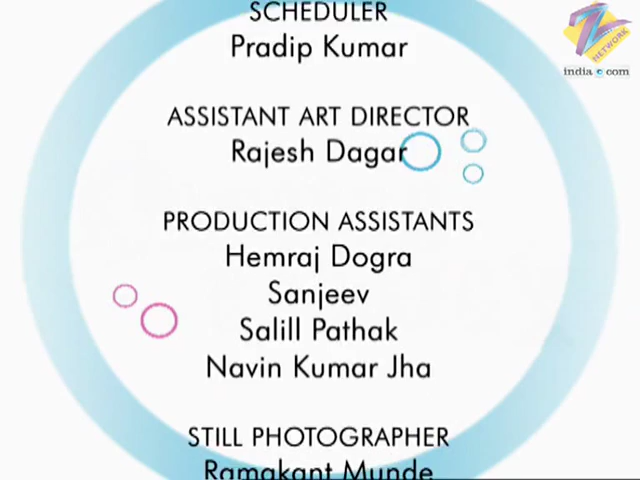 SCHEDULER
Pradip Kumar
ASSISTANT ART DIRECTOR
Rajesh Dagar
PRODUCTION ASSISTANTS
Hemraj Dogra
Sanjeev
Salill Pathak
Navin Kumar Jha
STILL PHOTOGRAPHER
Ramakant Munde
Z
NETWORK
india.com